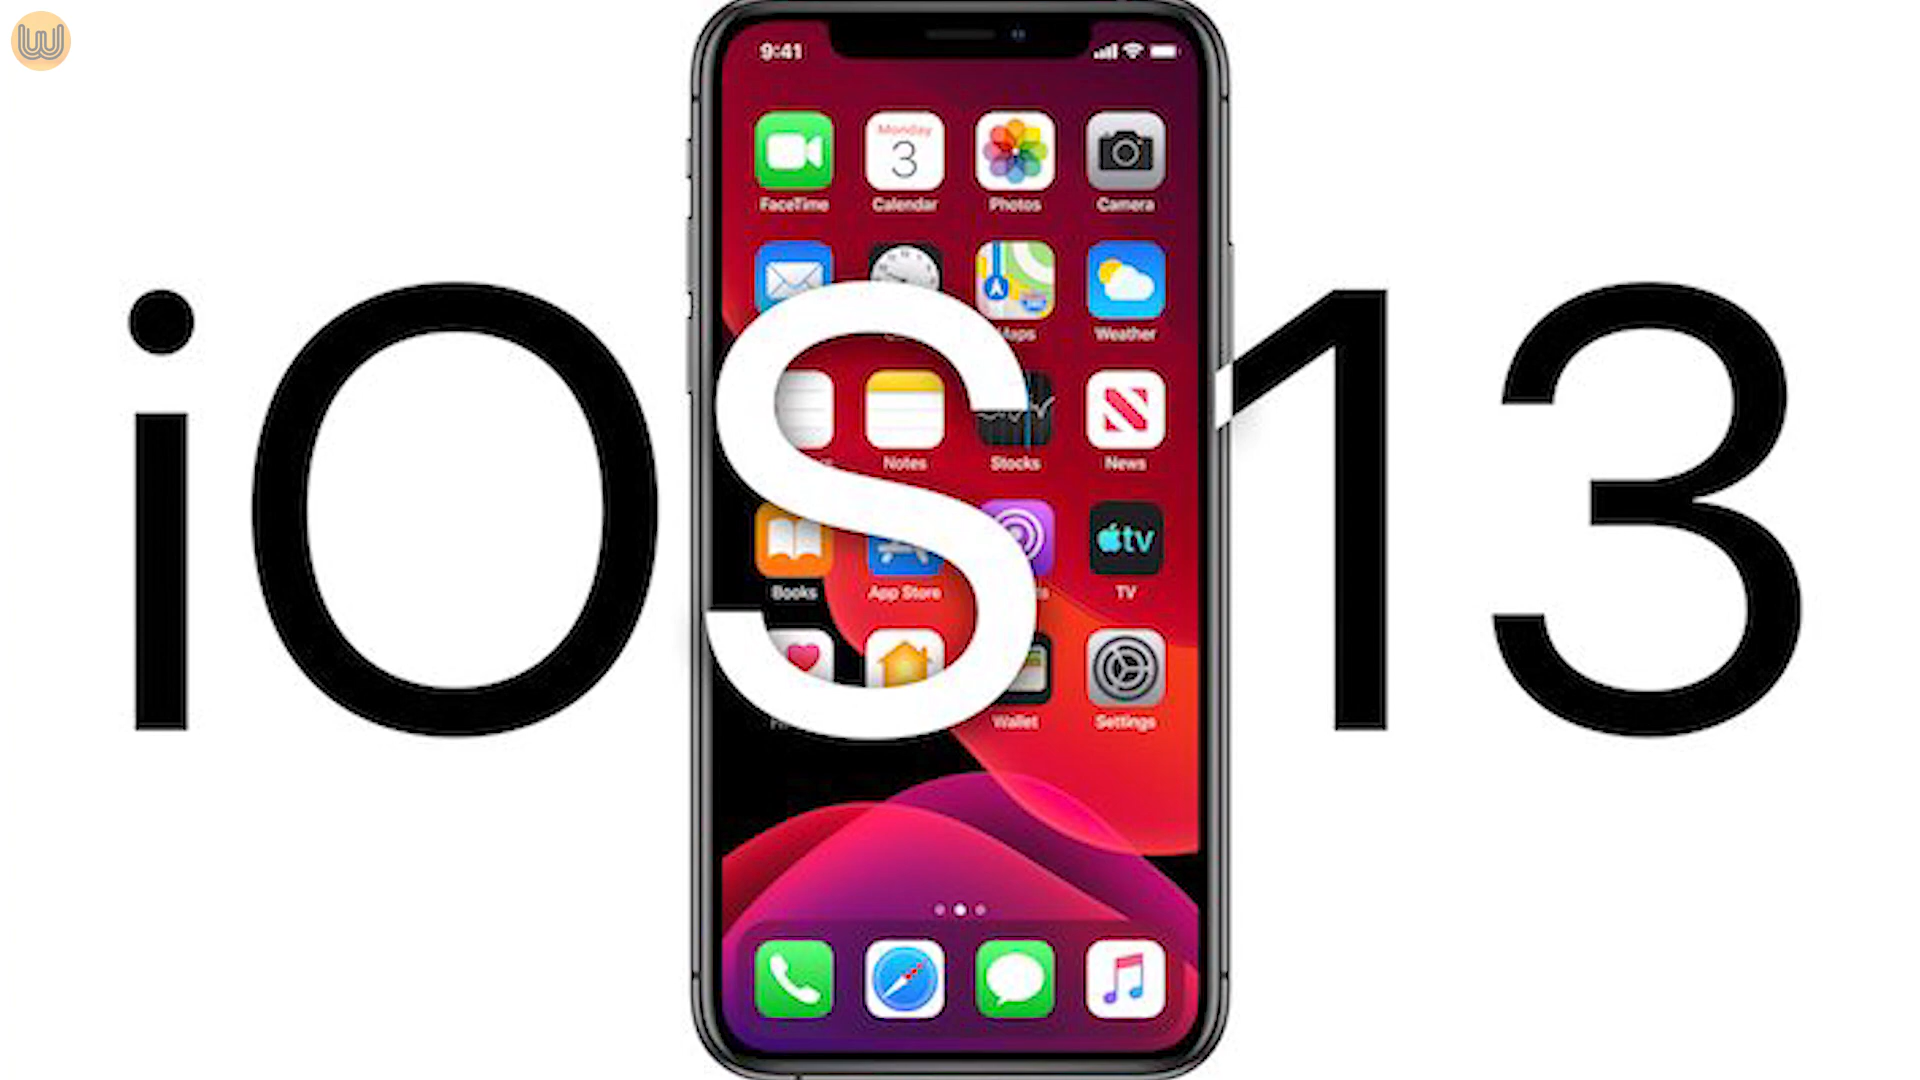 W
9:41
Monday
3
FaceTime Calendar Photos Camera
Weather
Notes Stocks News
tv
Books App Store TV
Wallet Settings
iOS 13